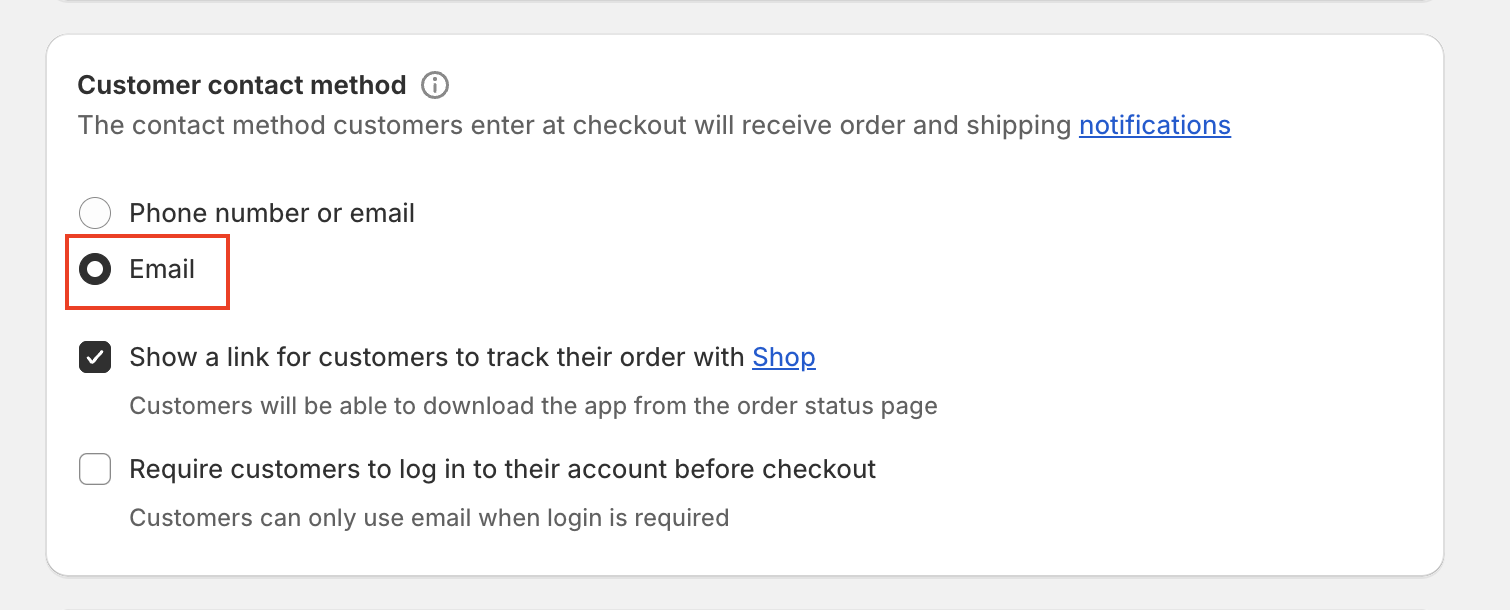 Customer contact method
The contact method customers enter at checkout will receive order and shipping notifications
Phone number or email
Email
Show a link for customers to track their order with Shop
Customers will be able to download the app from the order status page
Require customers to log in to their account before checkout
Customers can only use email when login is required